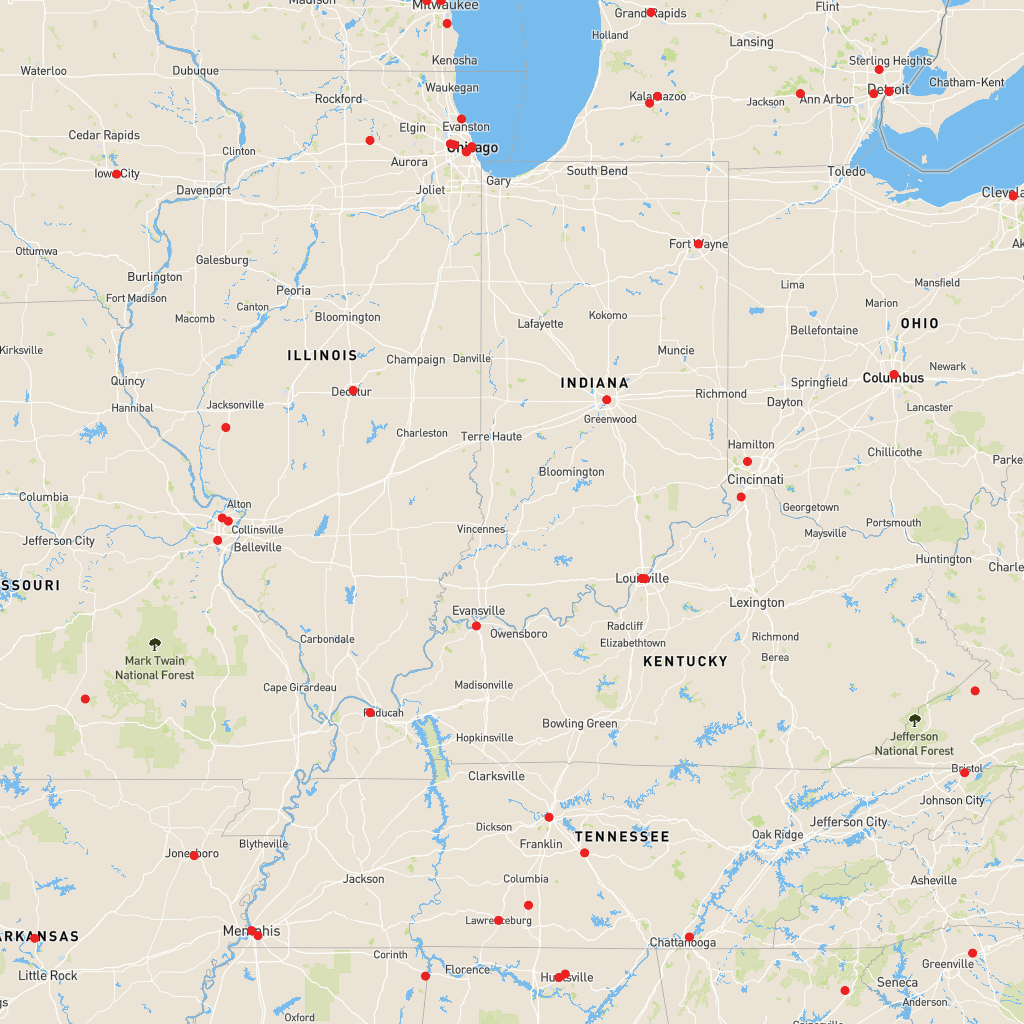 Madison
Milwaukee
Grand Rapids
Flint
Holland
Lansing
Kenosha
Sterling Heights
Waterloo
Dubuque
Waukegan
Chatham-Kent
Rockford
Kalamazoo
Detroit
Jackson
Ann Arbor
Elgin
Evanston
Cedar Rapids
Chicago
Clinton
Aurora
Iowa City
South Bend
Toledo
Gary
Davenport
Joliet
Clevela
Fort Wayne
Ak
Ottumwa
Galesburg
Burlington
Lima
Mansfield
Fort Madison
Peoria
Marion
Canton
Macomb
Bloomington
Kokomo
Lafayette
OHIO
Bellefontaine
Kirksville
ILLINOIS
Muncie
Champaign
Danville
Newark
Quincy
INDIANA
Columbus
Springfield
Decatur
Richmond
Dayton
Hannibal
Jacksonville
Lancaster
Greenwood
Charleston
Terre Haute
Hamilton
Chillicothe
Parke
Bloomington
Cincinnati
Columbia
Alton
Georgetown
Collinsville
Vincennes
Portsmouth
Jefferson City
Maysville
Belleville
Huntington
Charle
SSOURI
Louisville
Lexington
Evansville
Radcliff
Owensboro
Carbondale
Elizabethtown
Richmond
Mark Twain
National Forest
Berea
KENTUCKY
Cape Girardeau
Madisonville
Paducah
Bowling Green
Hopkinsville
Jefferson
National Forest
Bristol
Clarksville
Johnson City
Jefferson City
Dickson
TENNESSEE
Oak Ridge
Blytheville
Franklin
Jonesboro
Jackson
Columbia
Asheville
Lawrenceburg
Memphis
ARKANSAS
Chattanooga
Corinth
Florence
Greenville
Little Rock
Huntsville
Seneca
Anderson
gs
Oxford
Gainesville